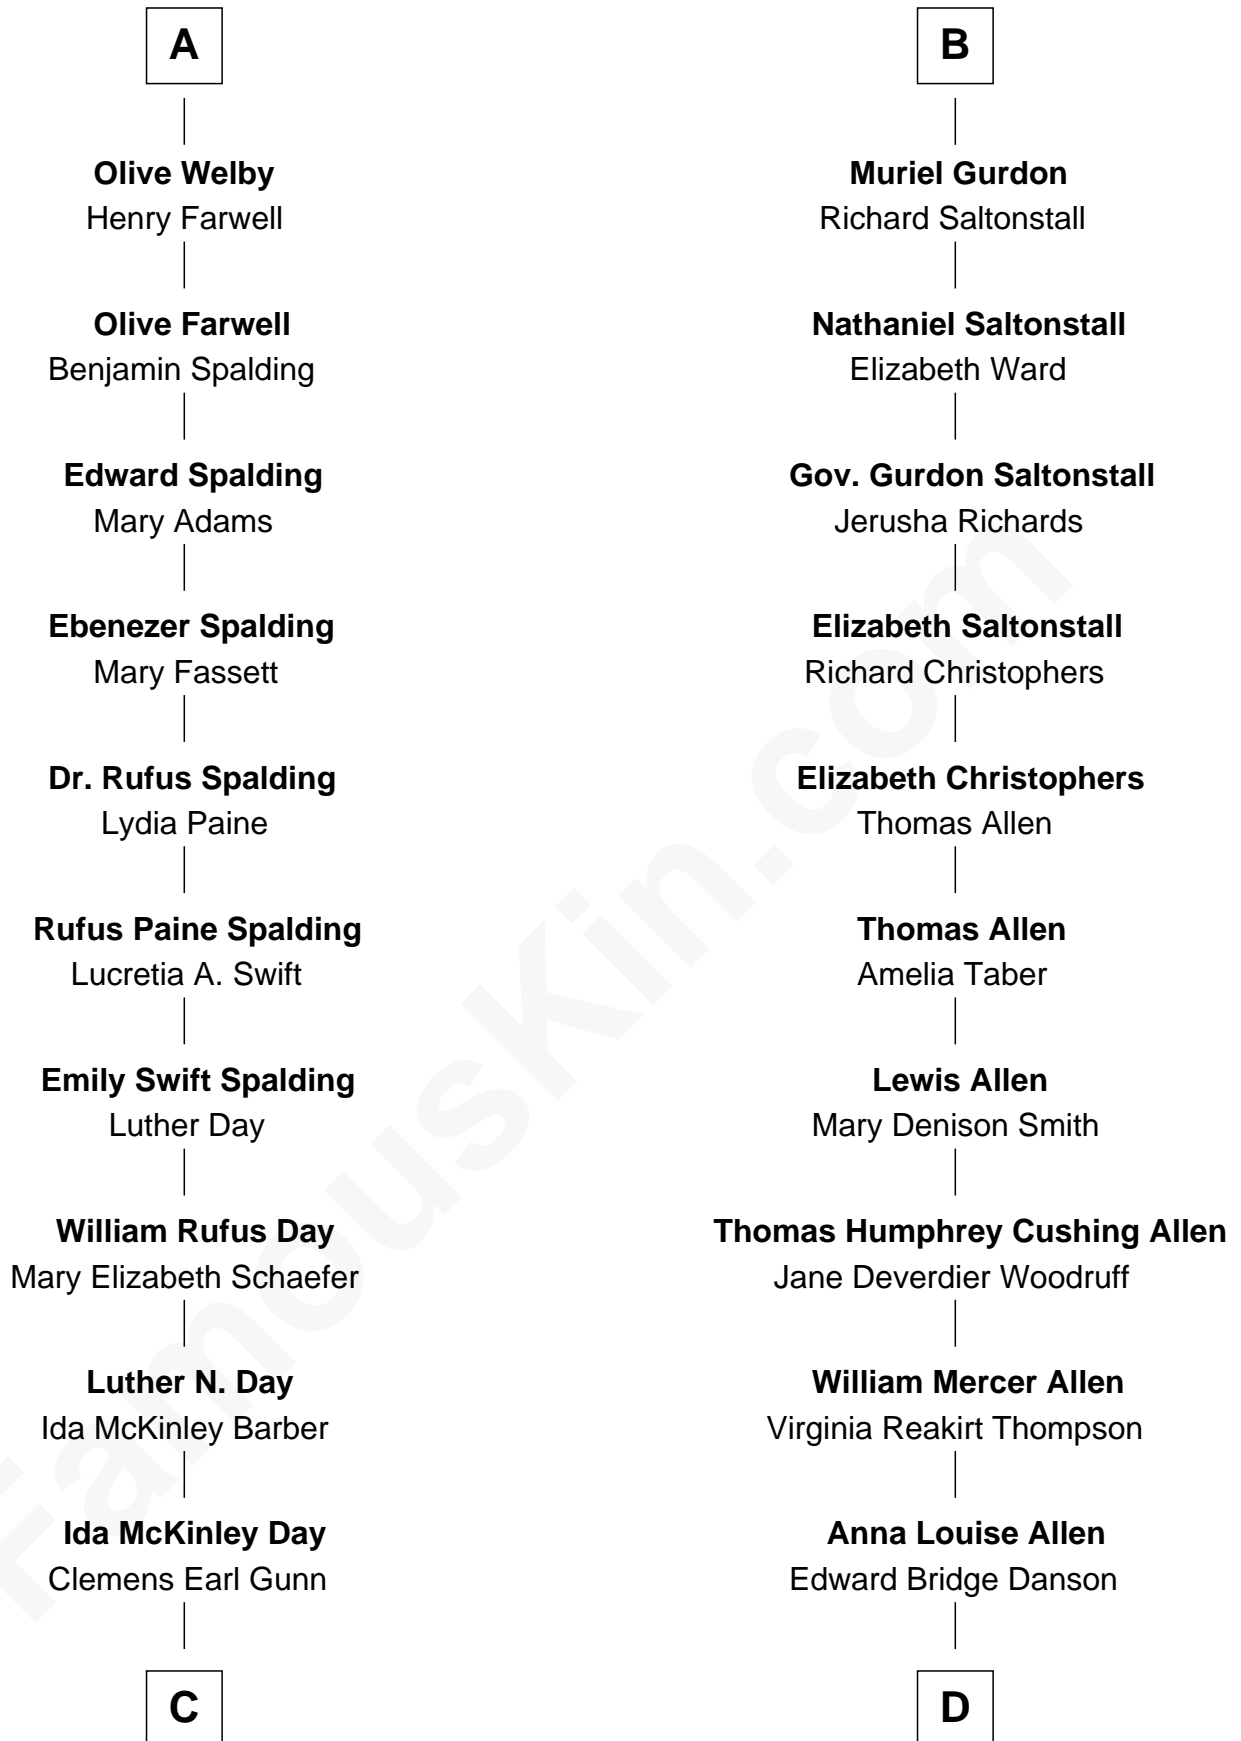 A
Olive Welby
Henry Farwell
Olive Farwell
Benjamin Spalding
Edward Spalding
Mary Adams
Ebenezer Spalding
Mary Fassett
Dr. Rufus Spalding
Lydia Paine
Rufus Paine Spalding
Lucretia A. Swift
Emily Swift Spalding
Luther Day
William Rufus Day
Mary Elizabeth Schaefer
Luther N. Day
Ida McKinley Barber
Ida McKinley Day
Clemens Earl Gunn
C
B
Muriel Gurdon
Richard Saltonstall
Nathaniel Saltonstall
Elizabeth Ward
Gov. Gurdon Saltonstall
Jerusha Richards
Elizabeth Saltonstall
Richard Christophers
Elizabeth Christophers
Thomas Allen
Thomas Allen
Amelia Taber
Lewis Allen
Mary Denison Smith
Thomas Humphrey Cushing Allen
Jane Deverdier Woodruff
William Mercer Allen
Virginia Reakirt Thompson
Anna Louise Allen
Edward Bridge Danson
D
FamousKin.com